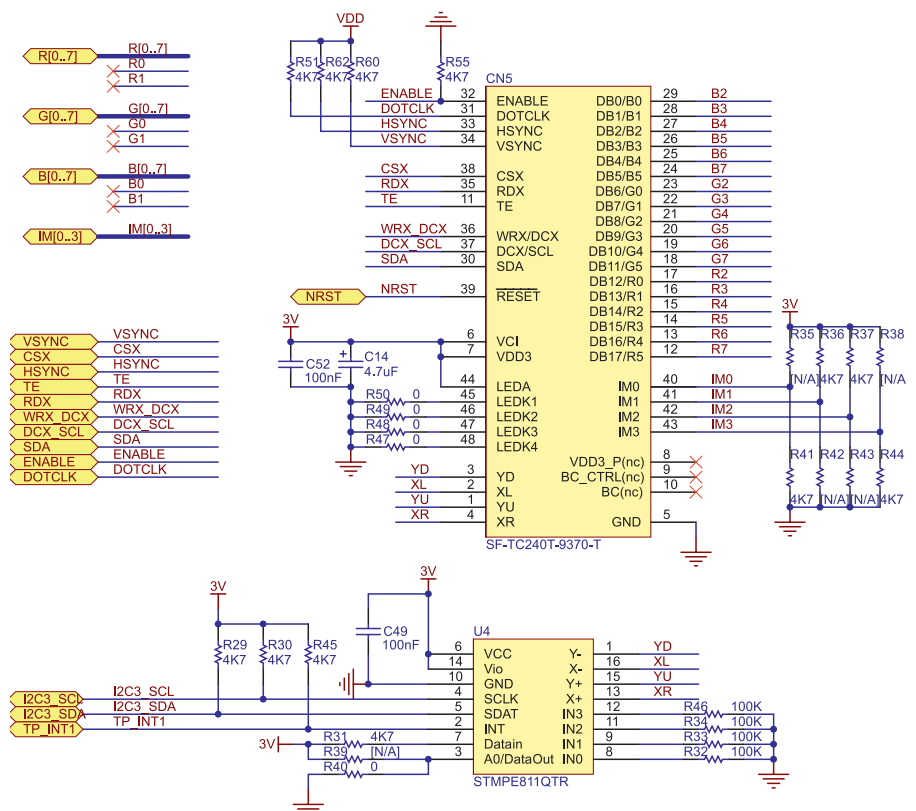 VDD
R[0..7] R[0..7]
R0
R1
G[0..7] G[0..7]
G0
G1
B[0..7] B[0..7]
B0
B1
IM[0..3] IM[0..3]
R51 R62 R60 R55
4K7 4K7 4K7 4K7
CN5
ENABLE 32 ENABLE DB0/B0 29 B2
DOTCLK 31 DOTCLK DB1/B1 28 B3
HSYNC 33 HSYNC DB2/B2 27 B4
VSYNC 34 VSYNC DB3/B3 26 B5
DB4/B4 25 B6
CSX 38 CSX DB5/B5 24 B7
RDX 35 RDX DB6/G0 23 G2
TE 11 TE DB7/G1 22 G3
DB8/G2 21 G4
WRX_DCX 36 WRX/DCX DB9/G3 20 G5
DCX_SCL 37 DCX/SCL DB10/G4 19 G6
SDA 30 SDA DB11/G5 18 G7
DB12/R0 17 R2
NRST NRST 39 RESET DB13/R1 16 R3
DB14/R2 15 R4
DB15/R3 14 R5
3V 6 VCI DB16/R4 13 R6
7 VDD3 DB17/R5 12 R7
C52 100nF
C14 4.7uF
44 LEDA IM0 40 IM0
R50 0 45 LEDK1 IM1 41 IM1
R49 0 46 LEDK2 IM2 42 IM2
R48 0 47 LEDK3 IM3 43 IM3
R47 0 48 LEDK4
VDD3_P(nc) 8
YD 3 YD BC_CTRL(nc) 9
XL 2 XL BC(nc) 10
YU 1 YU
XR 4 XR GND 5
SF-TC240T-9370-T
3V
R35 R36 R37 R38
[N/A] 4K7 4K7 [N/A
R41 R42 R43 R44
4K7 [N/A] [N/A] 4K7
VSYNC VSYNC
CSX CSX
HSYNC HSYNC
TE TE
RDX RDX
WRX_DCX WRX_DCX
DCX_SCL DCX_SCL
SDA SDA
ENABLE ENABLE
DOTCLK DOTCLK
3V
R29 R30 R45
4K7 4K7 4K7
3V
C49
100nF
U4
6 VCC Y- 1 YD
14 Vio X- 16 XL
10 GND Y+ 15 YU
I2C3_SCL I2C3_SCL 4 SCLK X+ 13 XR
I2C3_SDA I2C3_SDA 5 SDAT IN3 12 R46 100K
TP_INT1 TP_INT1 2 INT IN2 11 R34 100K
3V R31 4K7 7 Datain IN1 9 R33 100K
R39 [N/A] 3 A0/DataOut IN0 8 R32 100K
R40 0
STMPE811QTR